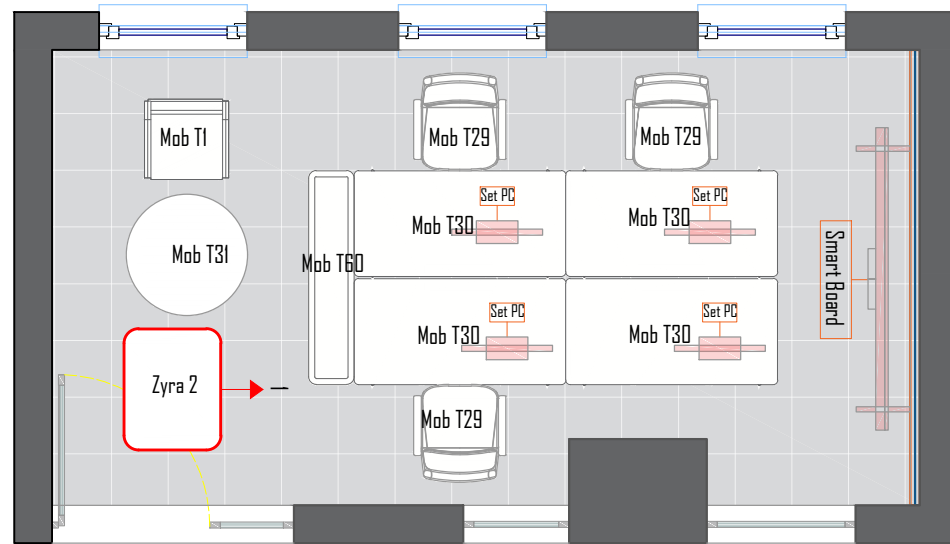 Mob T1
Mob T29
Mob T29
Set PC
Set PC
Mob T30
Mob T30
Mob T31
Mob T60
Smart Board
Set PC
Set PC
Mob T30
Mob T30
Zyra 2
Mob T29